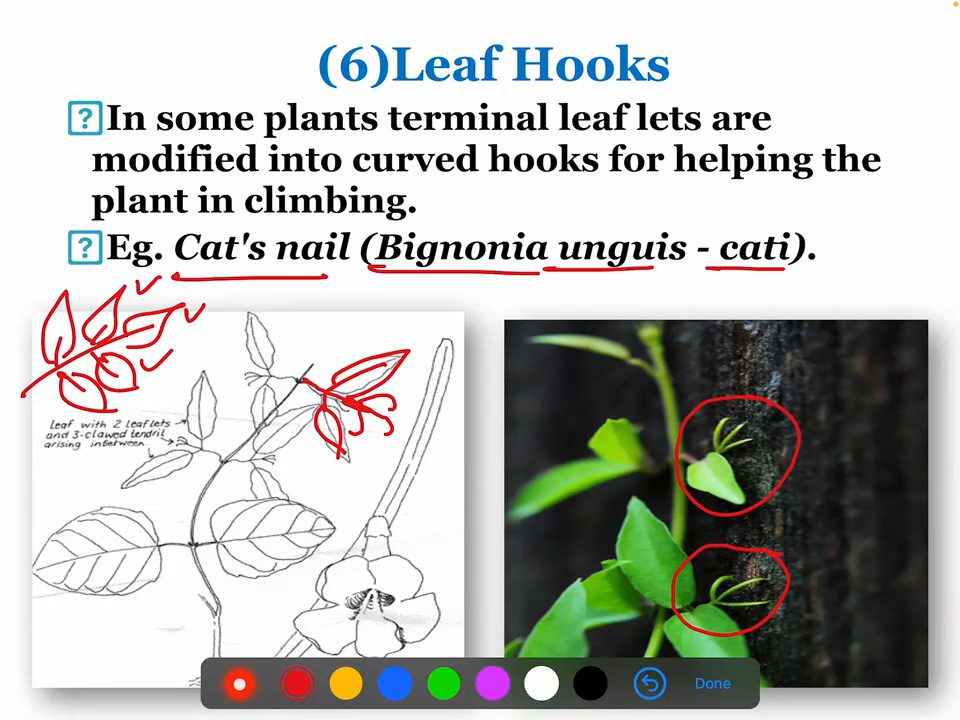 (6)Leaf Hooks
In some plants terminal leaf lets are
modified into curved hooks for helping the
plant in climbing.
Eg. Cat's nail (Bignonia unguis - cati).
leaf with 2 leaflets
and 3-clawed tendril
arising inbetween
Done